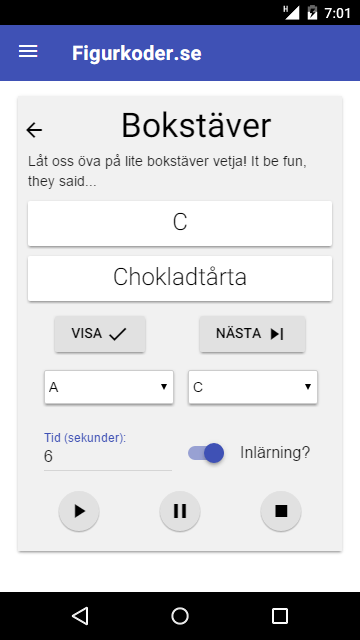 H 7:01
Figurkoder.se
Bokstäver
Låt oss öva på lite bokstäver vetja! It be fun,
they said...
C
Chokladtårta
VISA NÄSTA
A C
Tid (sekunder):
6 Inlärning?